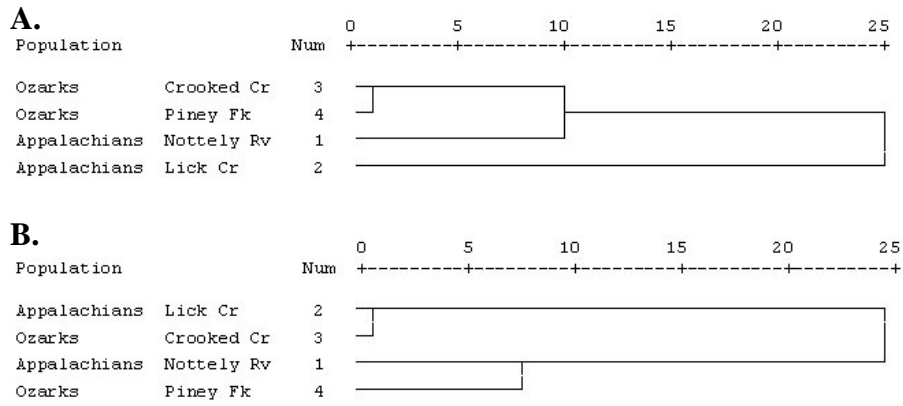 A.
0 5 10 15 20 25
Population Num +---------+---------+---------+---------+---------+
Ozarks Crooked Cr 3
Ozarks Piney Fk 4
Appalachians Nottely Rv 1
Appalachians Lick Cr 2
B.
0 5 10 15 20 25
Population Num +---------+---------+---------+---------+---------+
Appalachians Lick Cr 2
Ozarks Crooked Cr 3
Appalachians Nottely Rv 1
Ozarks Piney Fk 4